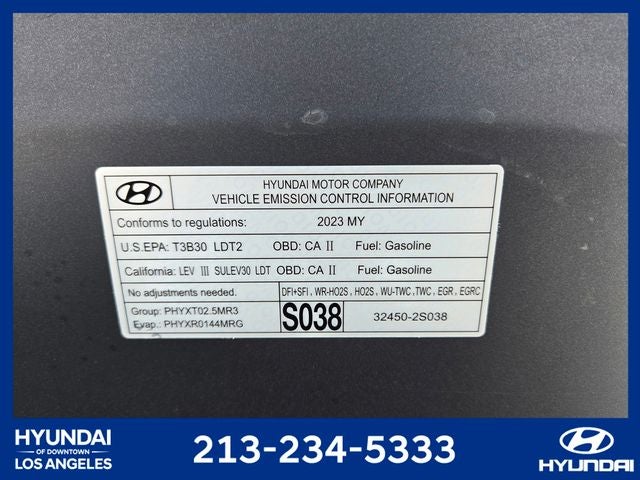 HYUNDAI MOTOR COMPANY
VEHICLE EMISSION CONTROL INFORMATION
Conforms to regulations: 2023 MY
U.S.EPA: T3B30 LDT2 OBD: CA II Fuel: Gasoline
California: LEV III SULEV30 LDT OBD: CA II Fuel: Gasoline
No adjustments needed. DFI+SFI, WR-HO2S, HO2S, WU-TWC, TWC, EGR, EGRC
Group: PHYXT02.5MR3
Evap.: PHYXR0144MRG
S038 32450-2S038
HYUNDAI
OF DOWNTOWN
LOS ANGELES
213-234-5333
HYUNDAI